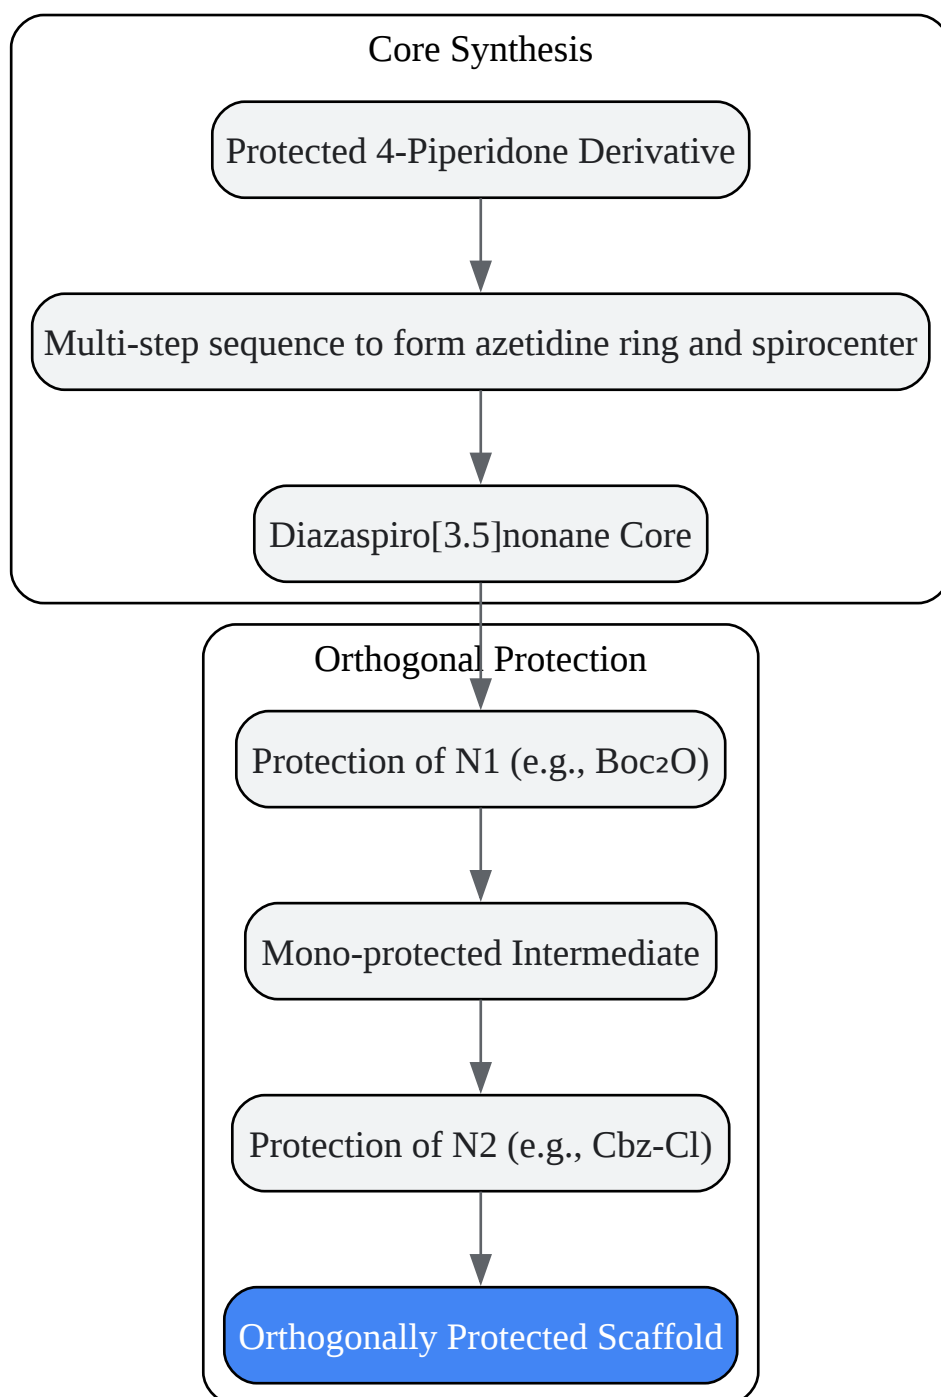 Core Synthesis
Protected 4-Piperidone Derivative
Multi-step sequence to form azetidine ring and spirocenter
Diazaspiro[3.5]nonane Core
Orthogonal Protection
Protection of N1 (e.g., Boc₂O)
Mono-protected Intermediate
Protection of N2 (e.g., Cbz-Cl)
Orthogonally Protected Scaffold